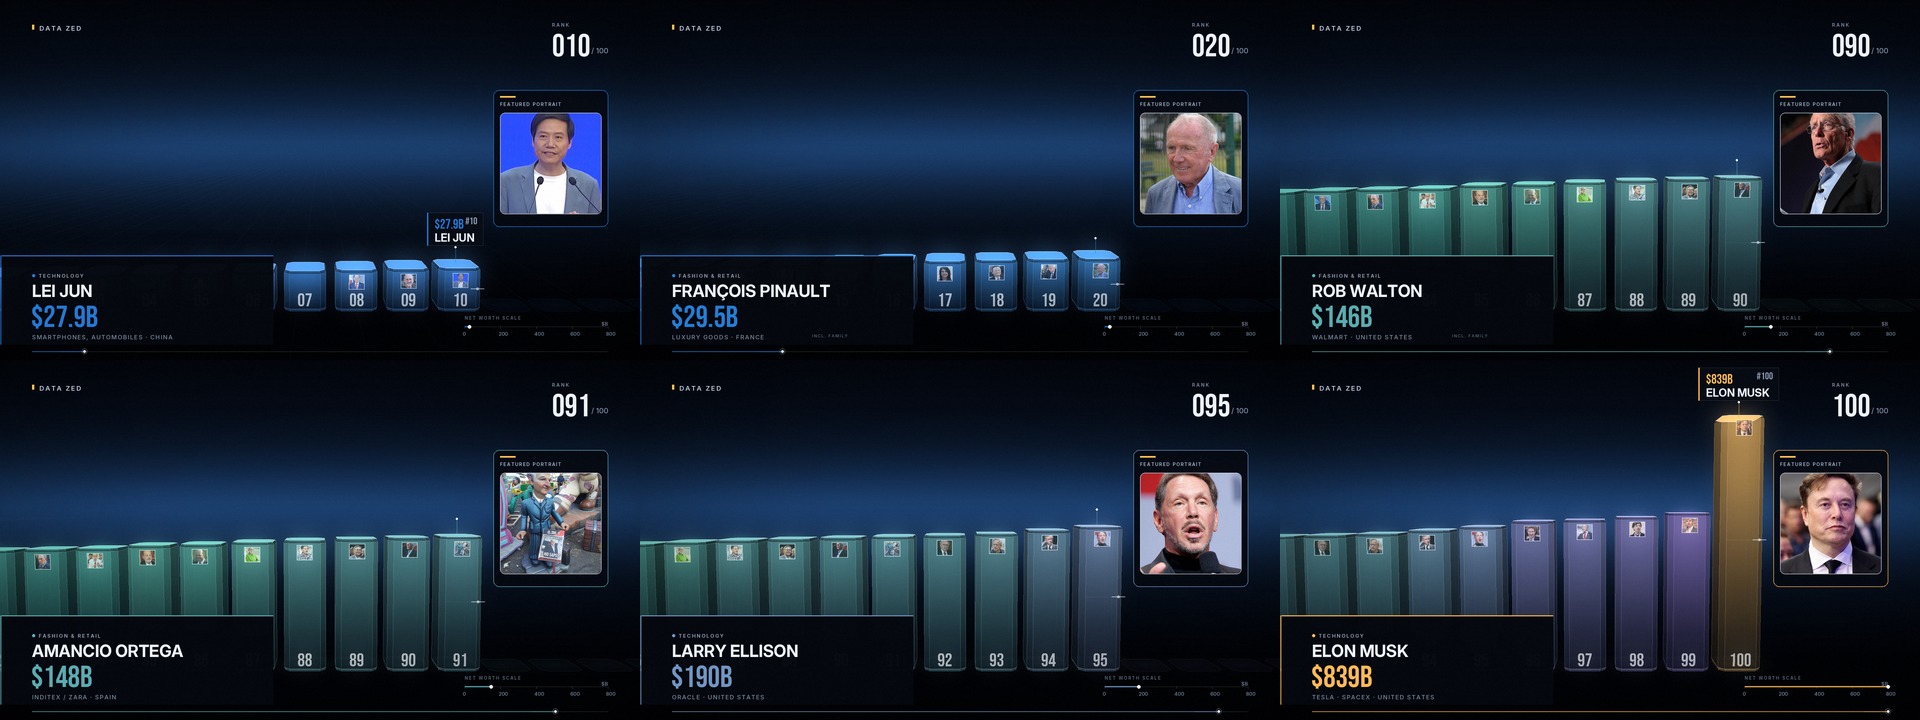 DATA ZED
RANK
010 / 100
FEATURED PORTRAIT
$27.9B #10
LEI JUN
07 08 09 10
TECHNOLOGY
LEI JUN
$27.9B
SMARTPHONES, AUTOMOBILES · CHINA
NET WORTH SCALE
$B
0 200 400 600 800
DATA ZED
RANK
020 / 100
FEATURED PORTRAIT
17 18 19 20
FASHION & RETAIL
FRANÇOIS PINAULT
$29.5B
LUXURY GOODS · FRANCE
INCL. FAMILY
NET WORTH SCALE
$B
0 200 400 600 800
DATA ZED
RANK
090 / 100
FEATURED PORTRAIT
87 88 89 90
FASHION & RETAIL
ROB WALTON
$146B
WALMART · UNITED STATES
INCL. FAMILY
NET WORTH SCALE
$B
0 200 400 600 800
DATA ZED
RANK
091 / 100
FEATURED PORTRAIT
88 89 90 91
FASHION & RETAIL
AMANCIO ORTEGA
$148B
INDITEX / ZARA · SPAIN
NET WORTH SCALE
$B
0 200 400 600 800
DATA ZED
RANK
095 / 100
FEATURED PORTRAIT
92 93 94 95
TECHNOLOGY
LARRY ELLISON
$190B
ORACLE · UNITED STATES
NET WORTH SCALE
$B
0 200 400 600 800
DATA ZED
$839B #100
ELON MUSK
RANK
100 / 100
FEATURED PORTRAIT
97 98 99 100
TECHNOLOGY
ELON MUSK
$839B
TESLA · SPACEX · UNITED STATES
NET WORTH SCALE
0 200 400 600 800